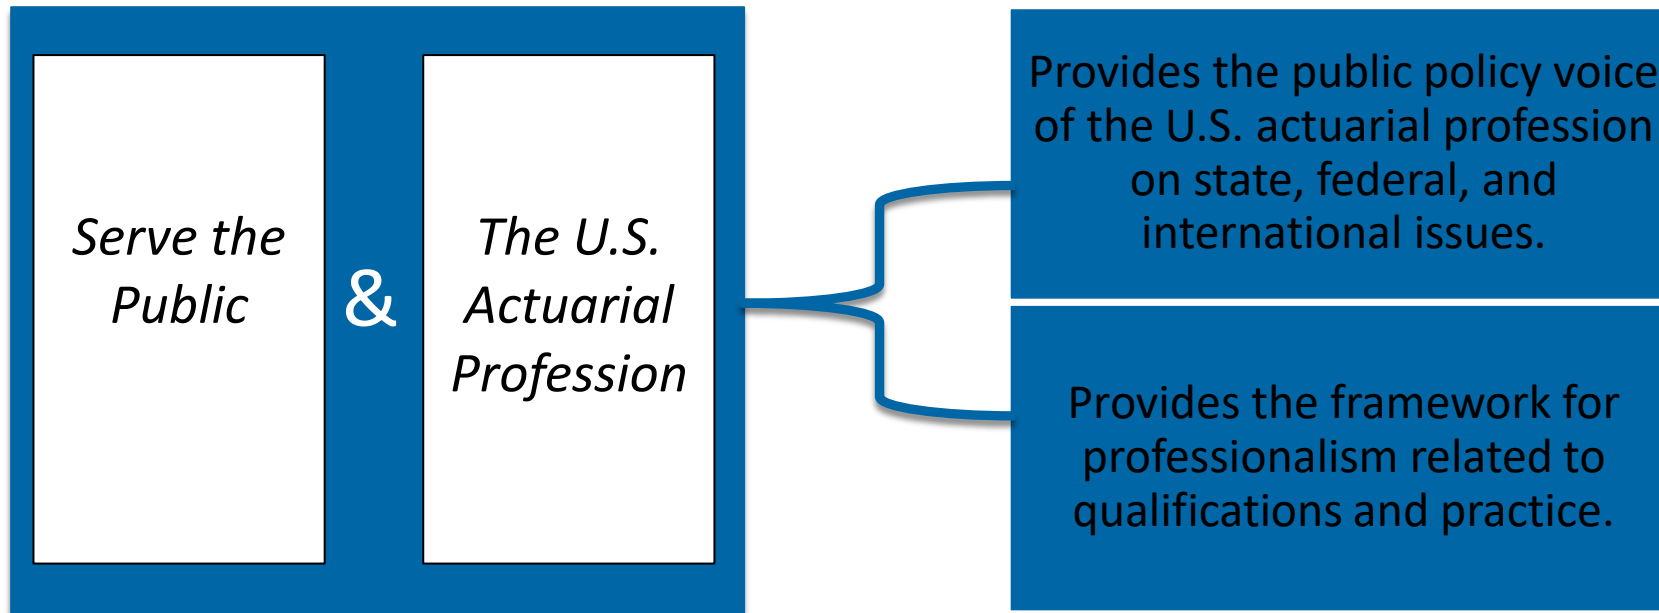 Serve the
Public
&
The U.S.
Actuarial
Profession
Provides the public policy voice
of the U.S. actuarial profession
on state, federal, and
international issues.
Provides the framework for
professionalism related to
qualifications and practice.